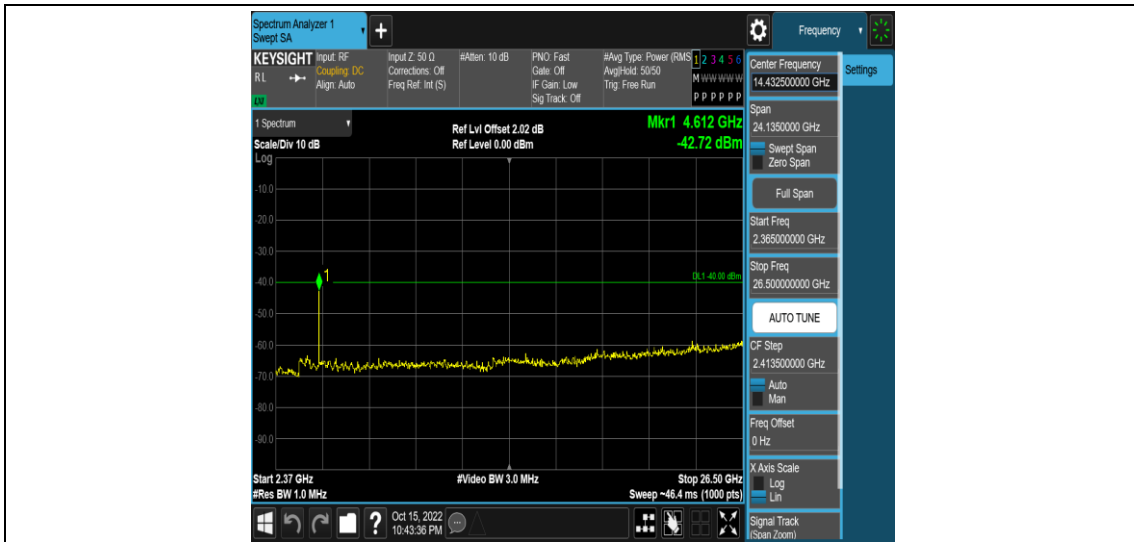 Spectrum Analyzer 1
Swept SA
+
Frequency
KEYSIGHT
RL
LXI
Input: RF
Coupling: DC
Align: Auto
Input Z: 50 Ω
Corrections: Off
Freq Ref: Int (S)
#Atten: 10 dB
PNO: Fast
Gate: Off
IF Gain: Low
Sig Track: Off
#Avg Type: Power (RMS
Avg|Hold: 50/50
Trig: Free Run
1 2 3 4 5 6
M W W W W W
P P P P P P
1 Spectrum
Scale/Div 10 dB
Log
Ref Lvl Offset 2.02 dB
Ref Level 0.00 dBm
Mkr1 4.612 GHz
-42.72 dBm
-10.0
-20.0
-30.0
-40.0
-50.0
-60.0
-70.0
-80.0
-90.0
1
DL1 -40.00 dBm
Start 2.37 GHz
#Res BW 1.0 MHz
#Video BW 3.0 MHz
Stop 26.50 GHz
Sweep ~46.4 ms (1000 pts)
?
Oct 15, 2022
10:43:36 PM
Center Frequency
14.432500000 GHz
Span
24.1350000 GHz
Swept Span
Zero Span
Full Span
Start Freq
2.365000000 GHz
Stop Freq
26.500000000 GHz
AUTO TUNE
CF Step
2.413500000 GHz
Auto
Man
Freq Offset
0 Hz
X Axis Scale
Log
Lin
Signal Track
(Span Zoom)
Settings